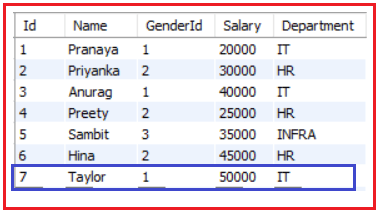 Id Name GenderId Salary Department
1 Pranaya 1 20000 IT
2 Priyanka 2 30000 HR
3 Anurag 1 40000 IT
4 Preety 2 25000 HR
5 Sambit 3 35000 INFRA
6 Hina 2 45000 HR
7 Taylor 1 50000 IT